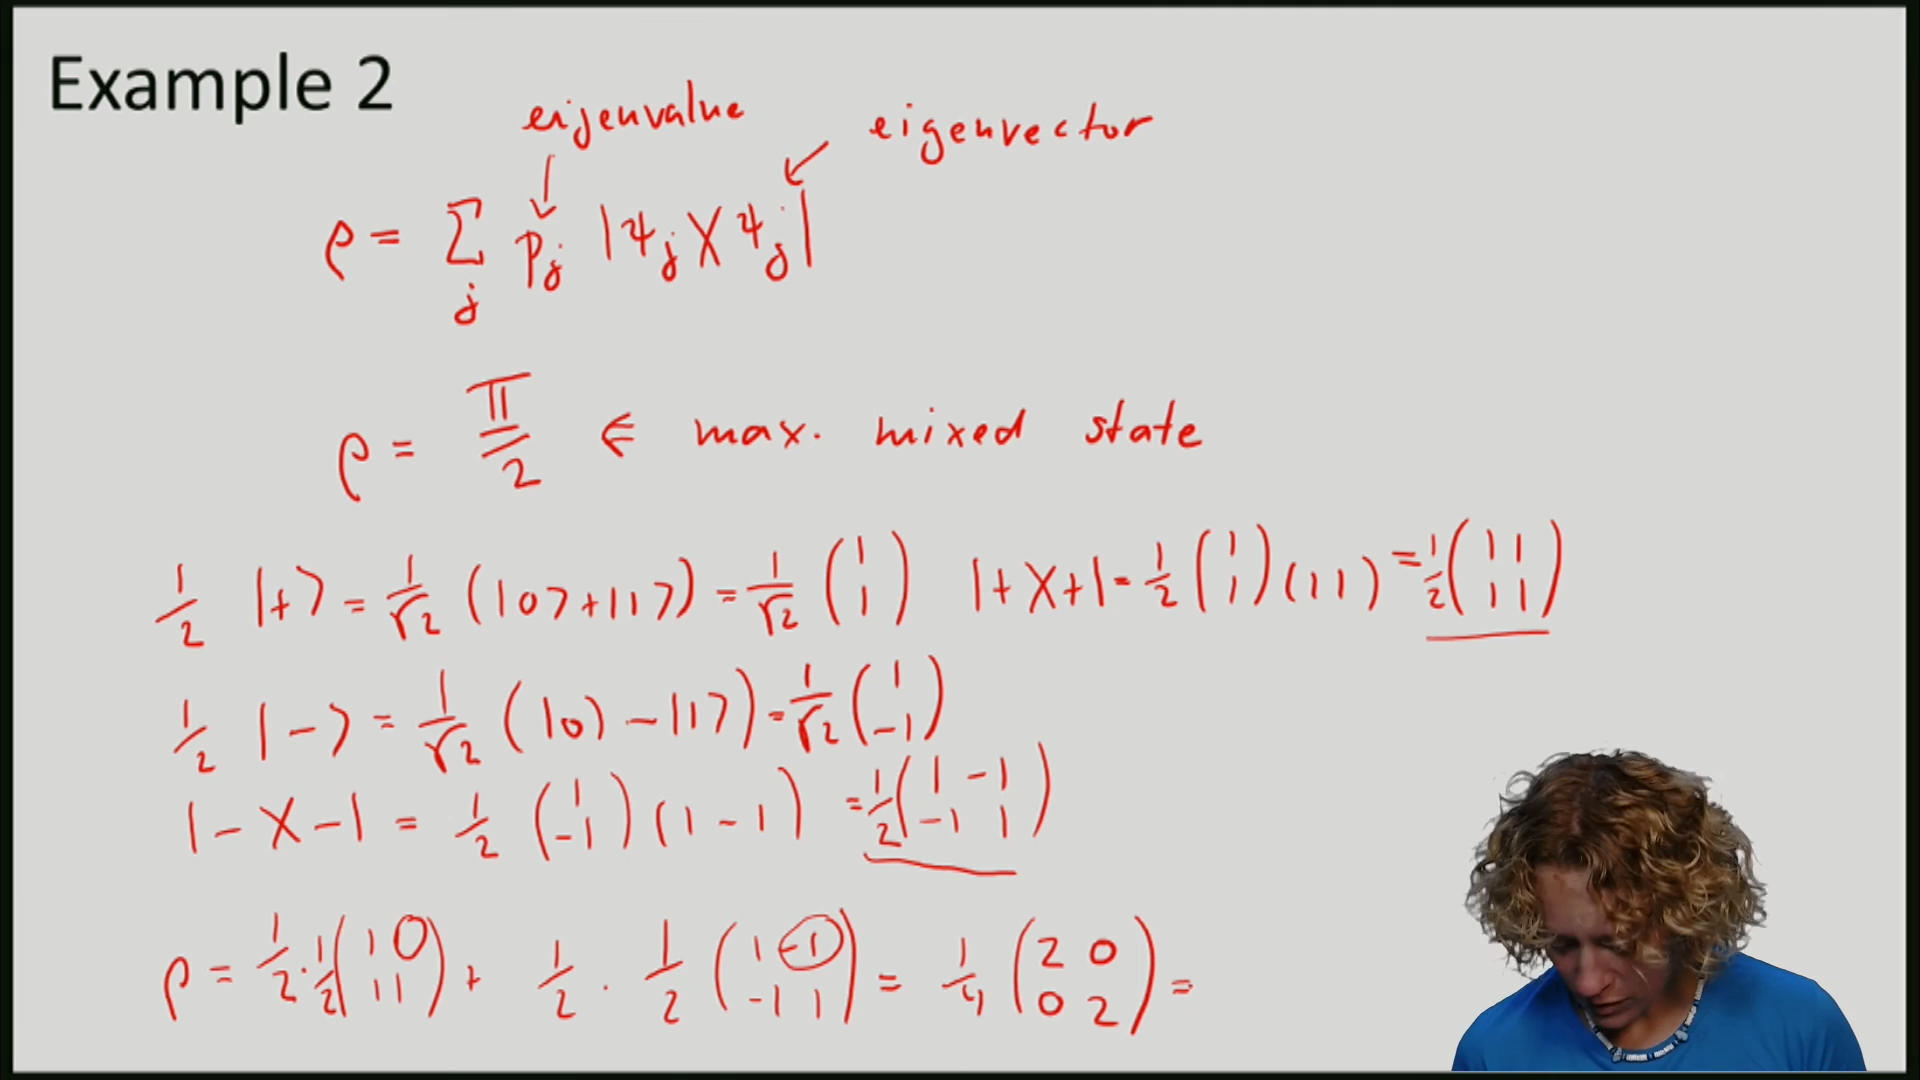 Example 2
eigenvalue eigenvector
ρ = Σ_j p_j |ψ_j⟩⟨ψ_j|
ρ = 𝕀/2 ⇐ max. mixed state
1/2 |+⟩ = 1/√2 (|0⟩+|1⟩) = 1/√2 (1 1) |+⟩⟨+| = 1/2 (1 1)(1 1) = 1/2 (1 1 1 1)
1/2 |-⟩ = 1/√2 (|0⟩-|1⟩) = 1/√2 (1 -1)
|-⟩⟨-| = 1/2 (1 -1)(1 -1) = 1/2 (1 -1 -1 1)
ρ = 1/2 · 1/2 (1 1 1 1) + 1/2 · 1/2 (1 -1 -1 1) = 1/4 (2 0 0 2) =